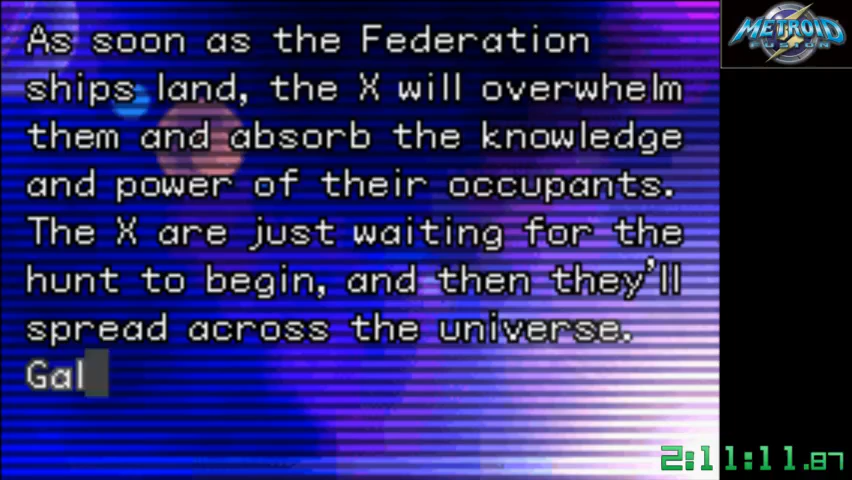 As soon as the Federation
ships land, the X will overwhelm
them and absorb the knowledge
and power of their occupants.
The X are just waiting for the
hunt to begin, and then they'll
spread across the universe.
Gal
METROID
FUSION
2:11:11.87